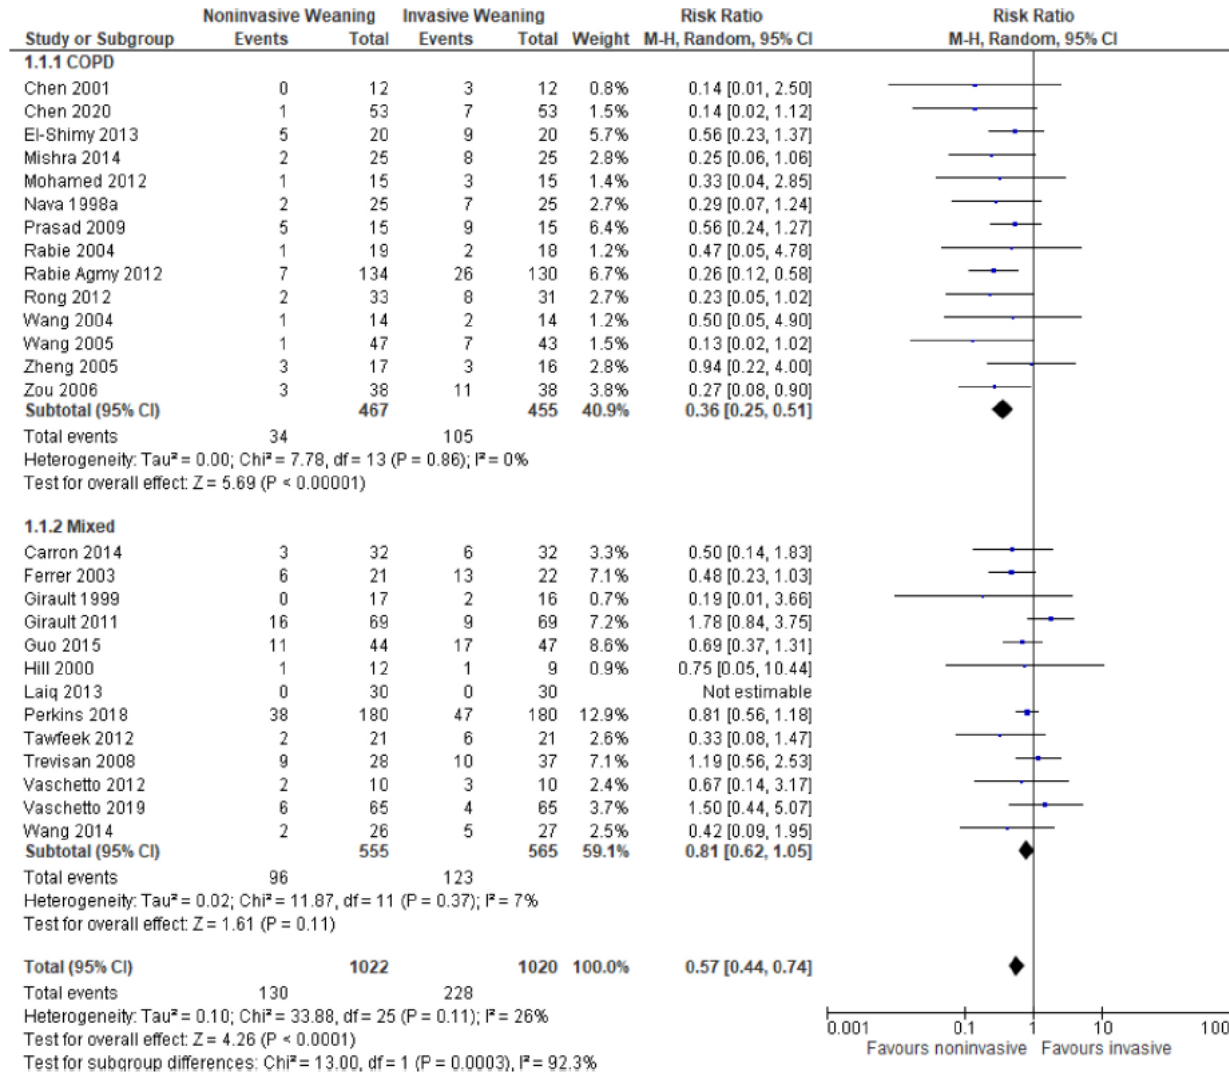 Noninvasive Weaning Invasive Weaning Risk Ratio Risk Ratio
Study or Subgroup Events Total Events Total Weight M-H, Random, 95% CI M-H, Random, 95% CI
1.1.1 COPD
Chen 2001 0 12 3 12 0.8% 0.14 [0.01, 2.50]
Chen 2020 1 53 7 53 1.5% 0.14 [0.02, 1.12]
El-Shimy 2013 5 20 9 20 5.7% 0.56 [0.23, 1.37]
Mishra 2014 2 25 8 25 2.8% 0.25 [0.06, 1.06]
Mohamed 2012 1 15 3 15 1.4% 0.33 [0.04, 2.85]
Nava 1998a 2 25 7 25 2.7% 0.29 [0.07, 1.24]
Prasad 2009 5 15 9 15 6.4% 0.56 [0.24, 1.27]
Rabie 2004 1 19 2 18 1.2% 0.47 [0.05, 4.78]
Rabie Agmy 2012 7 134 26 130 6.7% 0.26 [0.12, 0.58]
Rong 2012 2 33 8 31 2.7% 0.23 [0.05, 1.02]
Wang 2004 1 14 2 14 1.2% 0.50 [0.05, 4.90]
Wang 2005 1 47 7 43 1.5% 0.13 [0.02, 1.02]
Zheng 2005 3 17 3 16 2.8% 0.94 [0.22, 4.00]
Zou 2006 3 38 11 38 3.8% 0.27 [0.08, 0.90]
Subtotal (95% CI) 467 455 40.9% 0.36 [0.25, 0.51]
Total events 34 105
Heterogeneity: Tau² = 0.00; Chi² = 7.78, df = 13 (P = 0.86); I² = 0%
Test for overall effect: Z = 5.69 (P < 0.00001)
1.1.2 Mixed
Carron 2014 3 32 6 32 3.3% 0.50 [0.14, 1.83]
Ferrer 2003 6 21 13 22 7.1% 0.48 [0.23, 1.03]
Girault 1999 0 17 2 16 0.7% 0.19 [0.01, 3.66]
Girault 2011 16 69 9 69 7.2% 1.78 [0.84, 3.75]
Guo 2015 11 44 17 47 8.6% 0.69 [0.37, 1.31]
Hill 2000 1 12 1 9 0.9% 0.75 [0.05, 10.44]
Laiq 2013 0 30 0 30 Not estimable
Perkins 2018 38 180 47 180 12.9% 0.81 [0.56, 1.18]
Tawfeek 2012 2 21 6 21 2.6% 0.33 [0.08, 1.47]
Trevisan 2008 9 28 10 37 7.1% 1.19 [0.56, 2.53]
Vaschetto 2012 2 10 3 10 2.4% 0.67 [0.14, 3.17]
Vaschetto 2019 6 65 4 65 3.7% 1.50 [0.44, 5.07]
Wang 2014 2 26 5 27 2.5% 0.42 [0.09, 1.95]
Subtotal (95% CI) 555 565 59.1% 0.81 [0.62, 1.05]
Total events 96 123
Heterogeneity: Tau² = 0.02; Chi² = 11.87, df = 11 (P = 0.37); I² = 7%
Test for overall effect: Z = 1.61 (P = 0.11)
Total (95% CI) 1022 1020 100.0% 0.57 [0.44, 0.74]
Total events 130 228
Heterogeneity: Tau² = 0.10; Chi² = 33.88, df = 25 (P = 0.11); I² = 26%
Test for overall effect: Z = 4.26 (P < 0.0001)
Test for subgroup differences: Chi² = 13.00, df = 1 (P = 0.0003), I² = 92.3%
0.001 0.1 1 10 100
Favours noninvasive Favours invasive